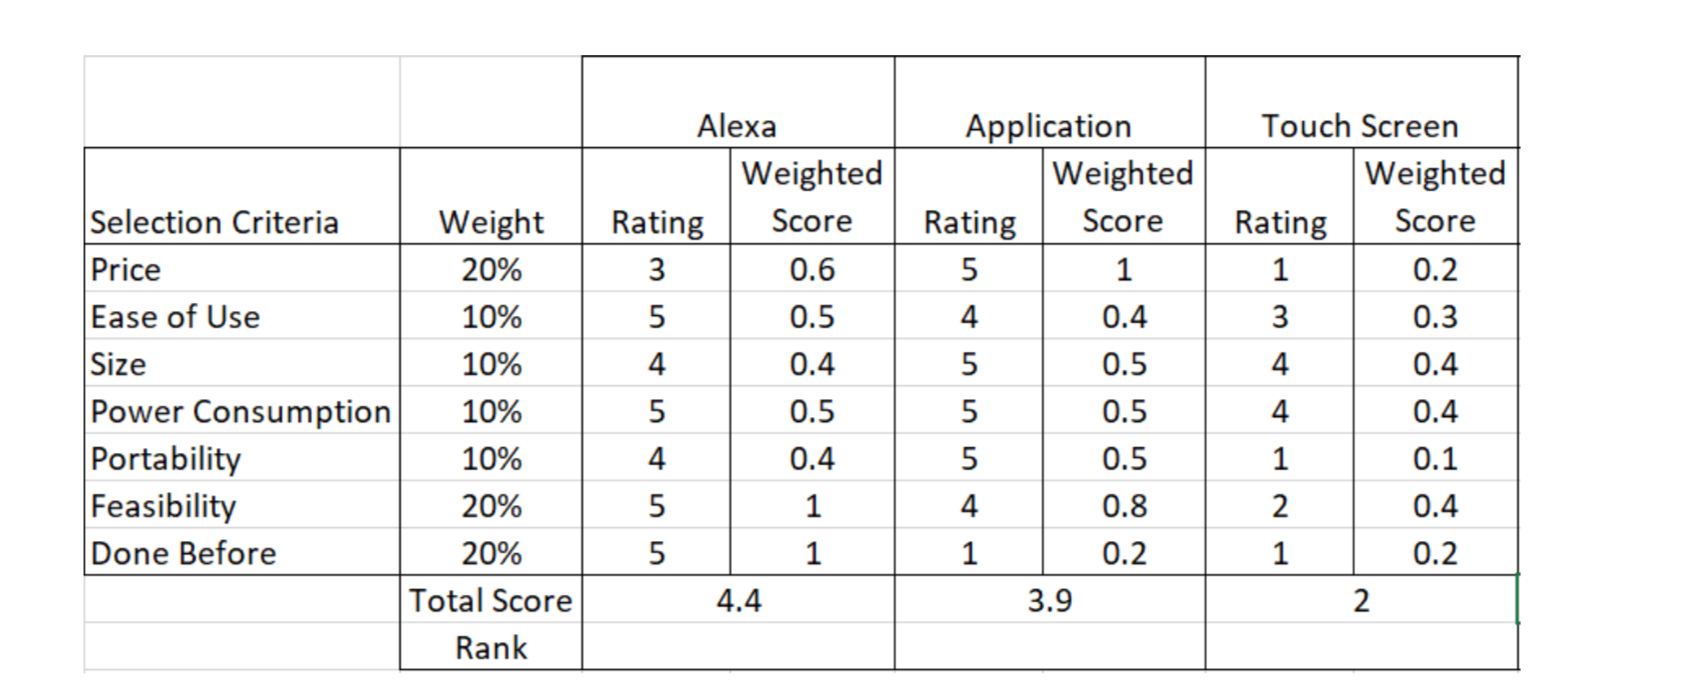 Alexa Application Touch Screen
Weighted Weighted Weighted
Selection Criteria Weight Rating Score Rating Score Rating Score
Price 20% 3 0.6 5 1 1 0.2
Ease of Use 10% 5 0.5 4 0.4 3 0.3
Size 10% 4 0.4 5 0.5 4 0.4
Power Consumption 10% 5 0.5 5 0.5 4 0.4
Portability 10% 4 0.4 5 0.5 1 0.1
Feasibility 20% 5 1 4 0.8 2 0.4
Done Before 20% 5 1 1 0.2 1 0.2
Total Score 4.4 3.9 2
Rank